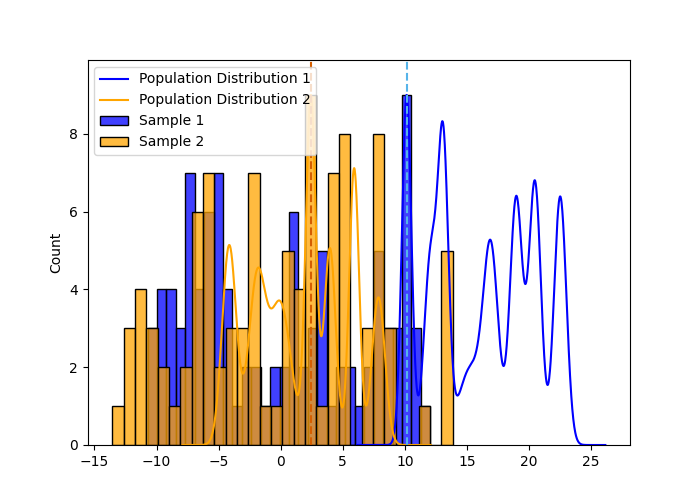 Population Distribution 1
Population Distribution 2
Sample 1
Sample 2
Count
8
6
4
2
0
−15 −10 −5 0 5 10 15 20 25